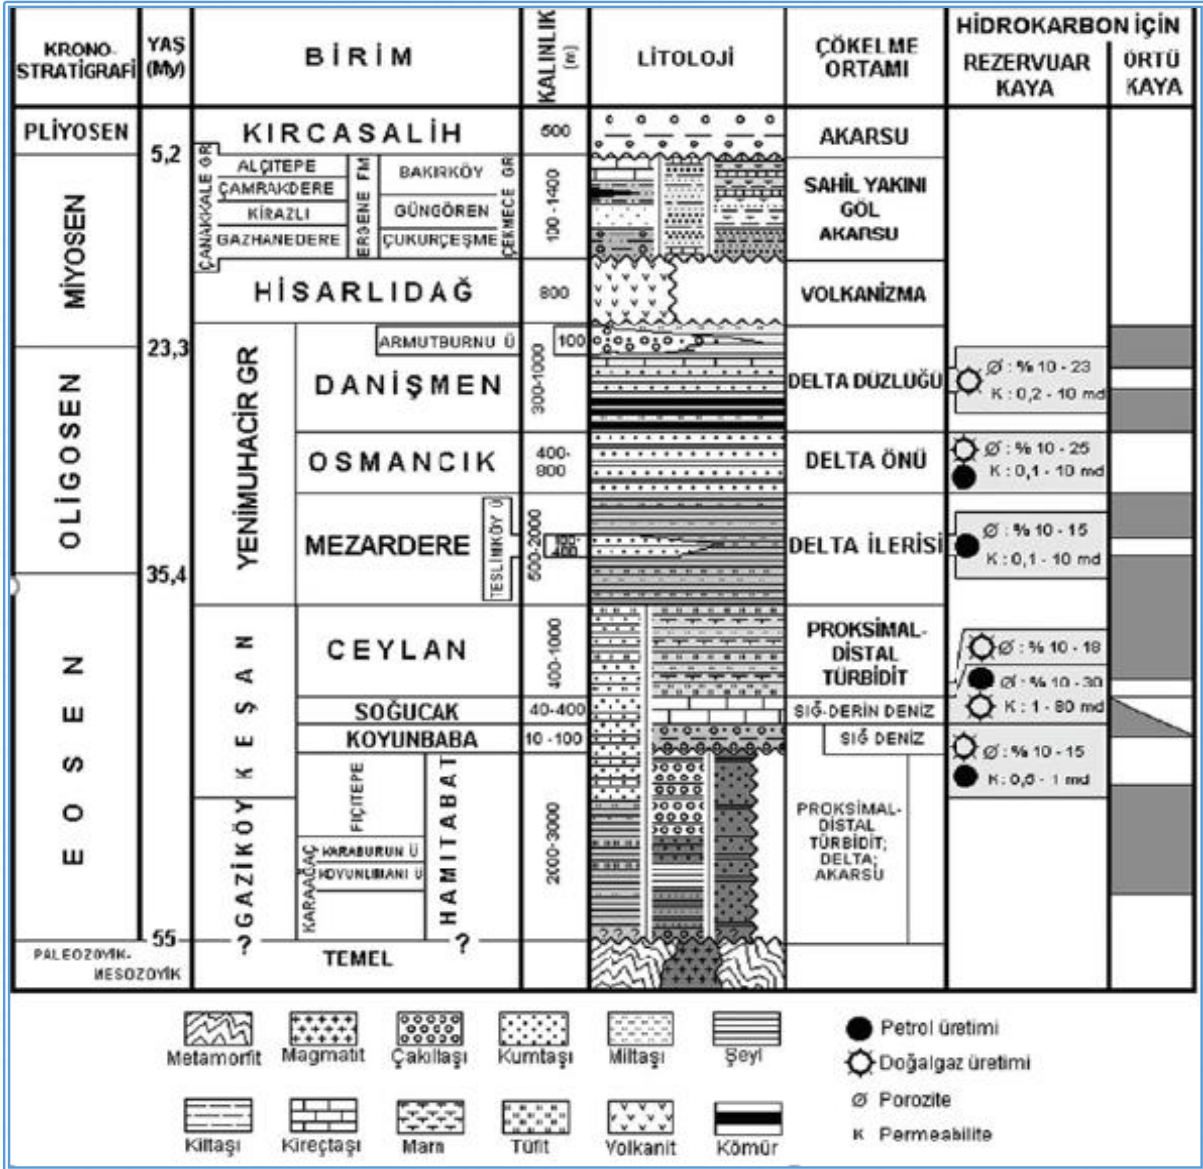 KRONO-
STRATİGRAFİ
YAŞ
(My)
BİRİM
KALINLIK
(m)
LİTOLOJİ
ÇÖKELME
ORTAMI
HİDROKARBON İÇİN
REZERVUAR
KAYA
ÖRTÜ
KAYA
PLİYOSEN
5,2
KIRCASALİH
500
AKARSU
MİYOSEN
ÇANAKKALE GR
ALÇITEPE
ÇAMRAKDERE
KİRAZLI
GAZHANEDERE
ERGENE FM
BAKIRKÖY
GÜNGÖREN
ÇUKURÇEŞME
ÇEKMECE GR
100-1400
SAHİL YAKINI
GÖL
AKARSU
HİSARLIDAĞ
800
VOLKANİZMA
23,3
OLİGOSEN
YENİMUHACİR GR
ARMUTBURNU Ü
100
DANİŞMEN
300-1000
DELTA DÜZLÜĞÜ
Ø : % 10 - 23
K : 0,2 - 10 md
OSMANCIK
400-
800
DELTA ÖNÜ
Ø : % 10 - 25
K : 0,1 - 10 md
MEZARDERE
TESLİMKÖY Ü
500-2000
400
DELTA İLERİSİ
Ø : % 10 - 15
K : 0,1 - 10 md
35,4
EOSEN
KEŞAN
CEYLAN
400-1000
PROKSİMAL-
DİSTAL
TÜRBİDİT
Ø : % 10 - 18
Ø : % 10 - 30
K : 1 - 80 md
SOĞUCAK
40-400
SIĞ-DERİN DENİZ
KOYUNBABA
10 -100
SIĞ DENİZ
Ø : % 10 - 15
K : 0,6 - 1 md
GAZİKÖY
FIÇITEPE
KARAAĞAÇ
KARABURUN Ü
KOYUNLİMANI Ü
HAMITABAT
2000-3000
PROKSİMAL-
DİSTAL
TÜRBİDİT;
DELTA;
AKARSU
55
?
?
PALEOZOYİK-
MESOZOYİK
TEMEL
Metamorfit
Magmatit
Çakıltaşı
Kumtaşı
Miltaşı
Şeyl
Kiltaşı
Kireçtaşı
Marn
Tüfit
Volkanit
Kömür
Petrol üretimi
Doğalgaz üretimi
Ø Porozite
K Permeabilite